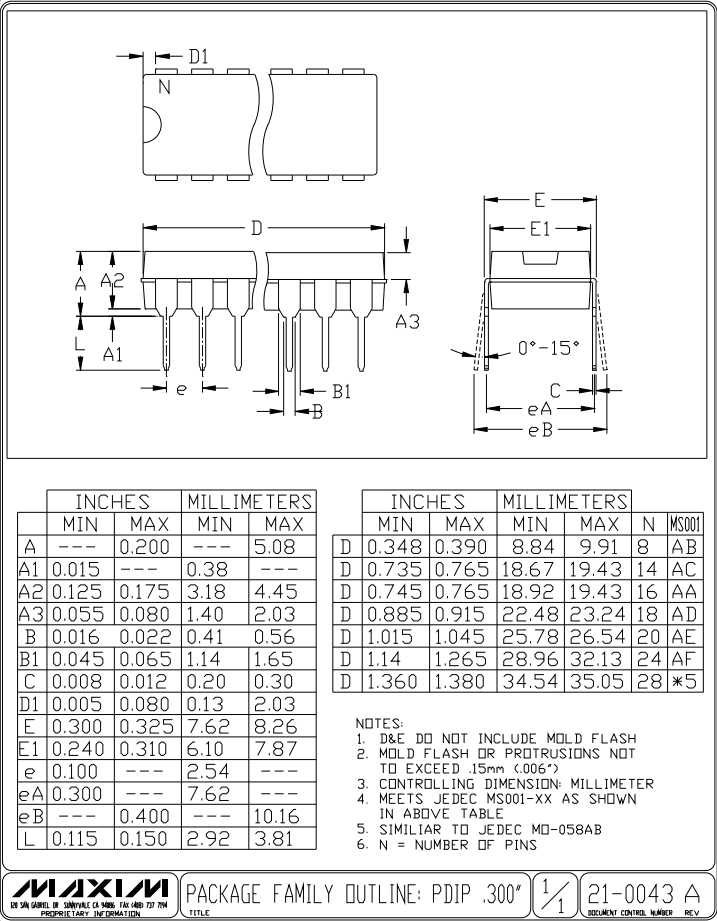 D1
N
D
A
A2
A3
L
A1
e
B1
B
E
E1
0°-15°
C
eA
eB
INCHES MILLIMETERS
MIN MAX MIN MAX
A --- 0.200 --- 5.08
A1 0.015 --- 0.38 ---
A2 0.125 0.175 3.18 4.45
A3 0.055 0.080 1.40 2.03
B 0.016 0.022 0.41 0.56
B1 0.045 0.065 1.14 1.65
C 0.008 0.012 0.20 0.30
D1 0.005 0.080 0.13 2.03
E 0.300 0.325 7.62 8.26
E1 0.240 0.310 6.10 7.87
e 0.100 --- 2.54 ---
eA 0.300 --- 7.62 ---
eB --- 0.400 --- 10.16
L 0.115 0.150 2.92 3.81
INCHES MILLIMETERS
MIN MAX MIN MAX N MS001
D 0.348 0.390 8.84 9.91 8 AB
D 0.735 0.765 18.67 19.43 14 AC
D 0.745 0.765 18.92 19.43 16 AA
D 0.885 0.915 22.48 23.24 18 AD
D 1.015 1.045 25.78 26.54 20 AE
D 1.14 1.265 28.96 32.13 24 AF
D 1.360 1.380 34.54 35.05 28 *5
NOTES:
1. D&E DO NOT INCLUDE MOLD FLASH
2. MOLD FLASH OR PROTRUSIONS NOT
TO EXCEED .15mm (.006")
3. CONTROLLING DIMENSION: MILLIMETER
4. MEETS JEDEC MS001-XX AS SHOWN
IN ABOVE TABLE
5. SIMILIAR TO JEDEC MO-058AB
6. N = NUMBER OF PINS
MAXIM
120 SAN GABRIEL DR SUNNYVALE CA 94086 FAX (408) 737 7194
PROPRIETARY INFORMATION
PACKAGE FAMILY OUTLINE: PDIP .300"
TITLE
1/1
21-0043 A
DOCUMENT CONTROL NUMBER REV